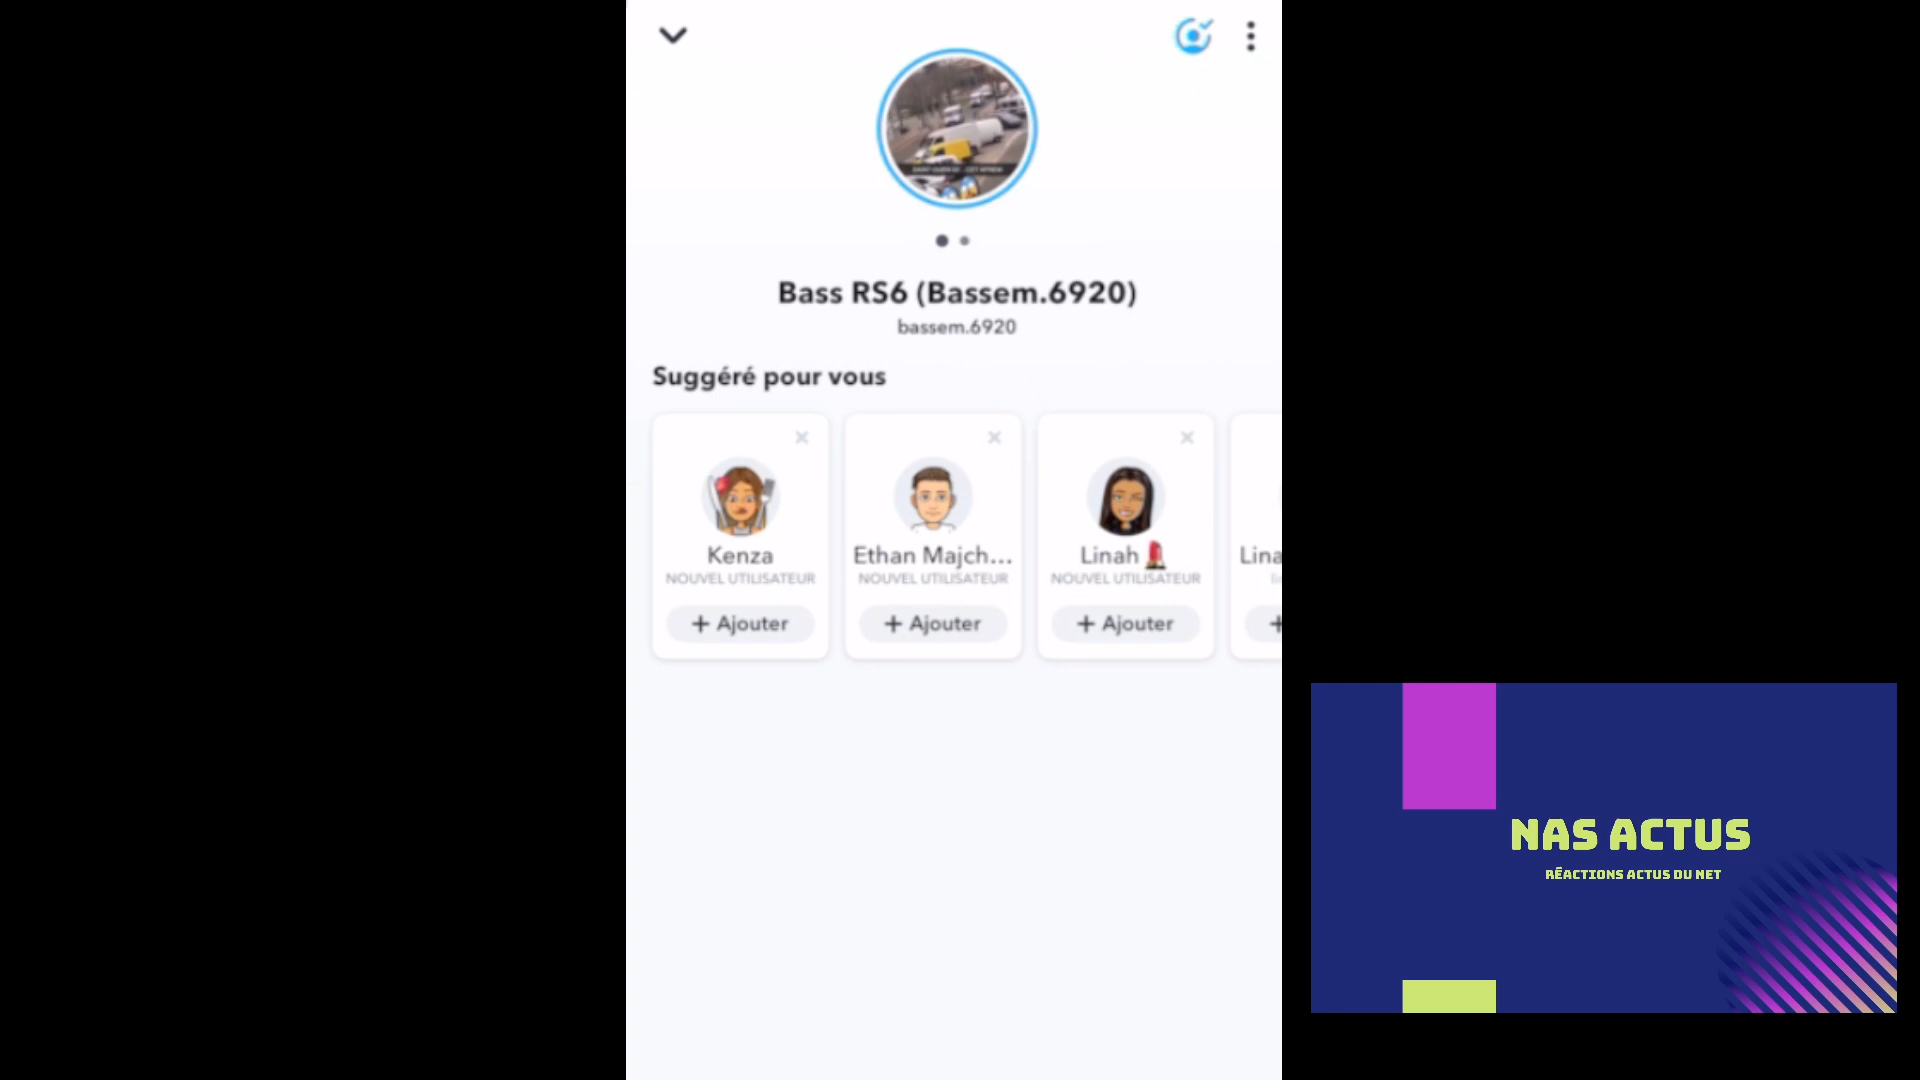 Bass RS6 (Bassem.6920)
bassem.6920
Suggéré pour vous
Kenza
NOUVEL UTILISATEUR
+ Ajouter
Ethan Majch...
NOUVEL UTILISATEUR
+ Ajouter
Linah
NOUVEL UTILISATEUR
+ Ajouter
Lina
+
NAS ACTUS
RÉACTIONS ACTUS DU NET